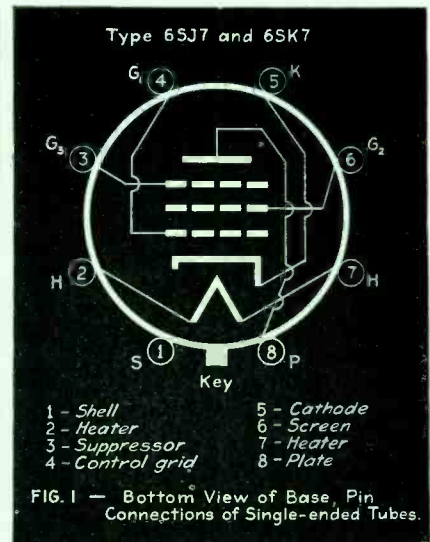 Type 6SJ7 and 6SK7
G₁ 4 5 K
G₃ 3 6 G₂
H 2 7 H
S 1 8 P
Key
1 - Shell
2 - Heater
3 - Suppressor
4 - Control grid
5 - Cathode
6 - Screen
7 - Heater
8 - Plate
FIG. 1 — Bottom View of Base, Pin
Connections of Single-ended Tubes.